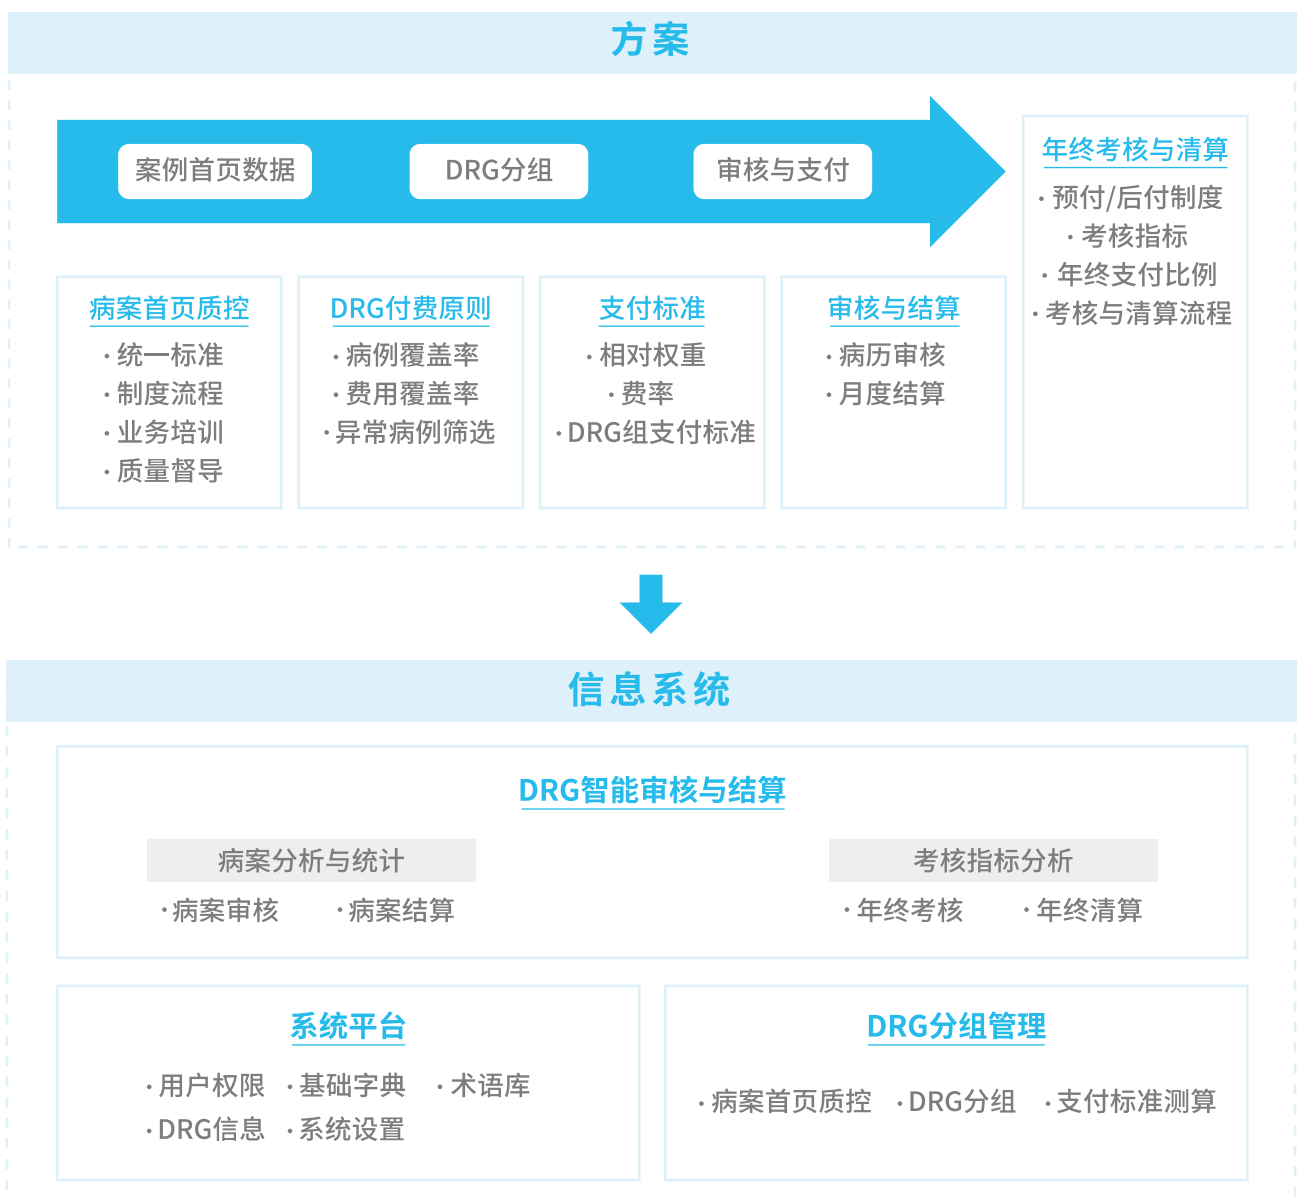 方案
案例首页数据
DRG分组
审核与支付
年终考核与清算
·预付/后付制度
·考核指标
·年终支付比例
·考核与清算流程
病案首页质控
·统一标准
·制度流程
·业务培训
·质量督导
DRG付费原则
·病例覆盖率
·费用覆盖率
·异常病例筛选
支付标准
·相对权重
·费率
·DRG组支付标准
审核与结算
·病历审核
·月度结算
信息系统
DRG智能审核与结算
病案分析与统计
·病案审核 ·病案结算
考核指标分析
·年终考核 ·年终清算
系统平台
·用户权限 ·基础字典 ·术语库
·DRG信息 ·系统设置
DRG分组管理
·病案首页质控 ·DRG分组 ·支付标准测算